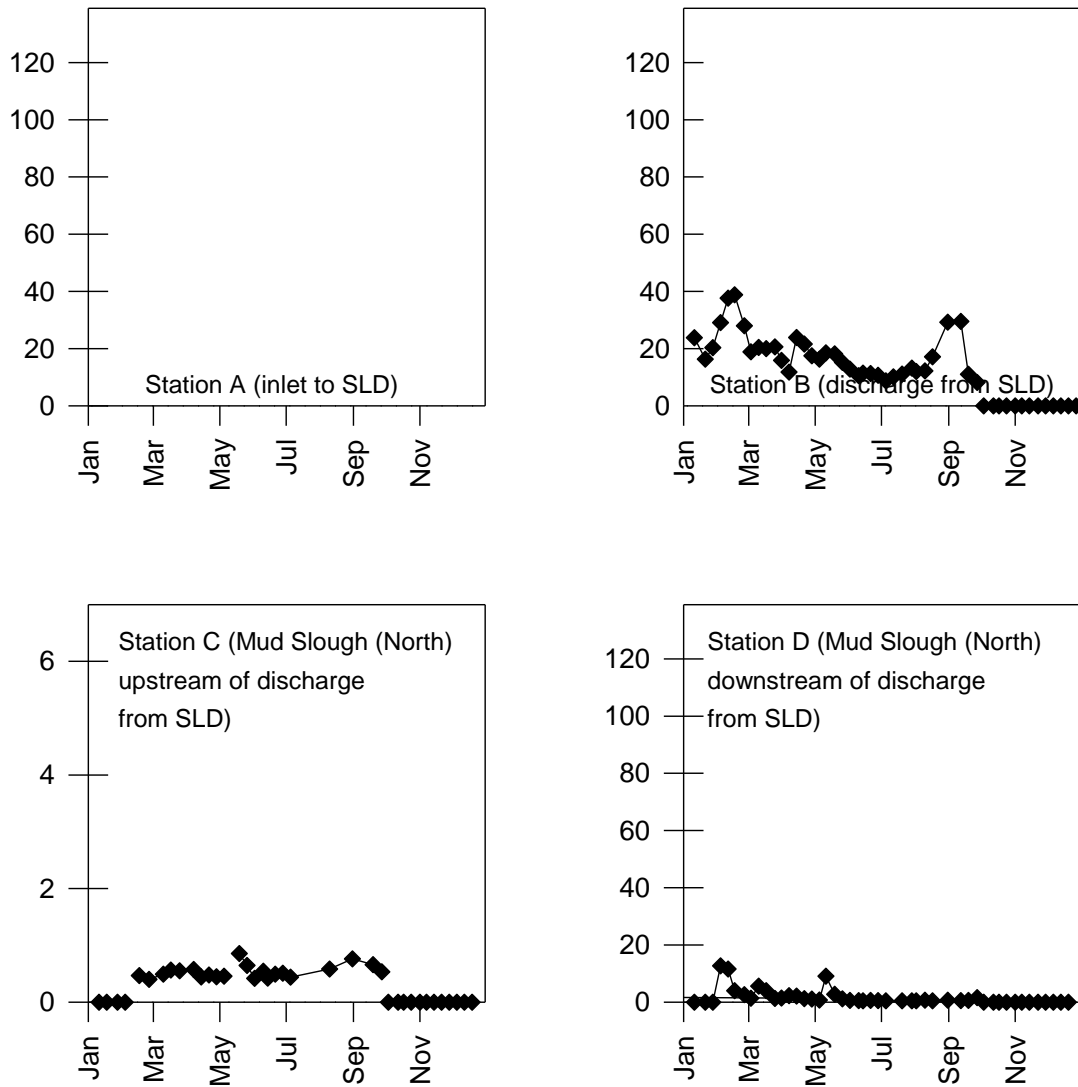 120
100
80
60
40
20
0
Station A (inlet to SLD)
Jan Mar May Jul Sep Nov
120
100
80
60
40
20
0
Station B (discharge from SLD)
Jan Mar May Jul Sep Nov
Station C (Mud Slough (North)
upstream of discharge
from SLD)
6
4
2
0
Jan Mar May Jul Sep Nov
Station D (Mud Slough (North)
downstream of discharge
from SLD)
120
100
80
60
40
20
0
Jan Mar May Jul Sep Nov